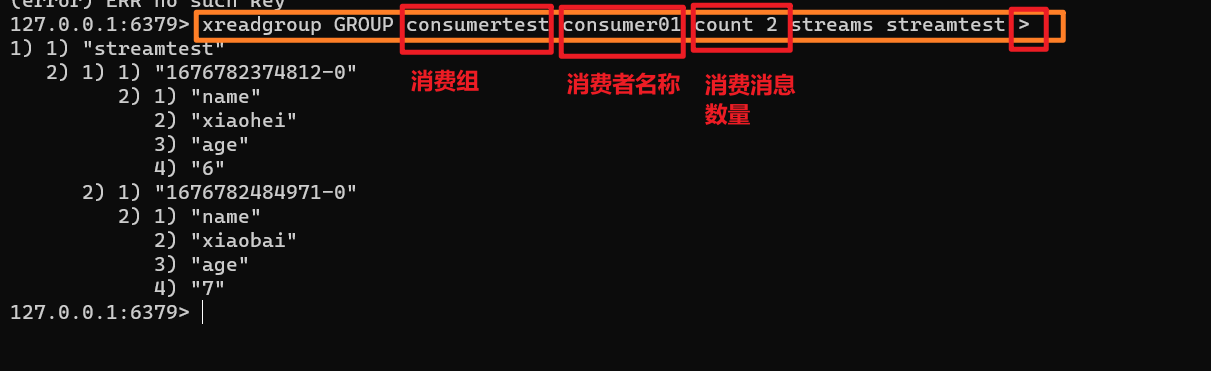 (error) ERR no such key
127.0.0.1:6379> xreadgroup GROUP consumertest consumer01 count 2 streams streamtest >
1) 1) "streamtest"
消费组
消费者名称
消费消息
数量
2) 1) 1) "1676782374812-0"
2) 1) "name"
2) "xiaohei"
3) "age"
4) "6"
2) 1) "1676782484971-0"
2) 1) "name"
2) "xiaobai"
3) "age"
4) "7"
127.0.0.1:6379>